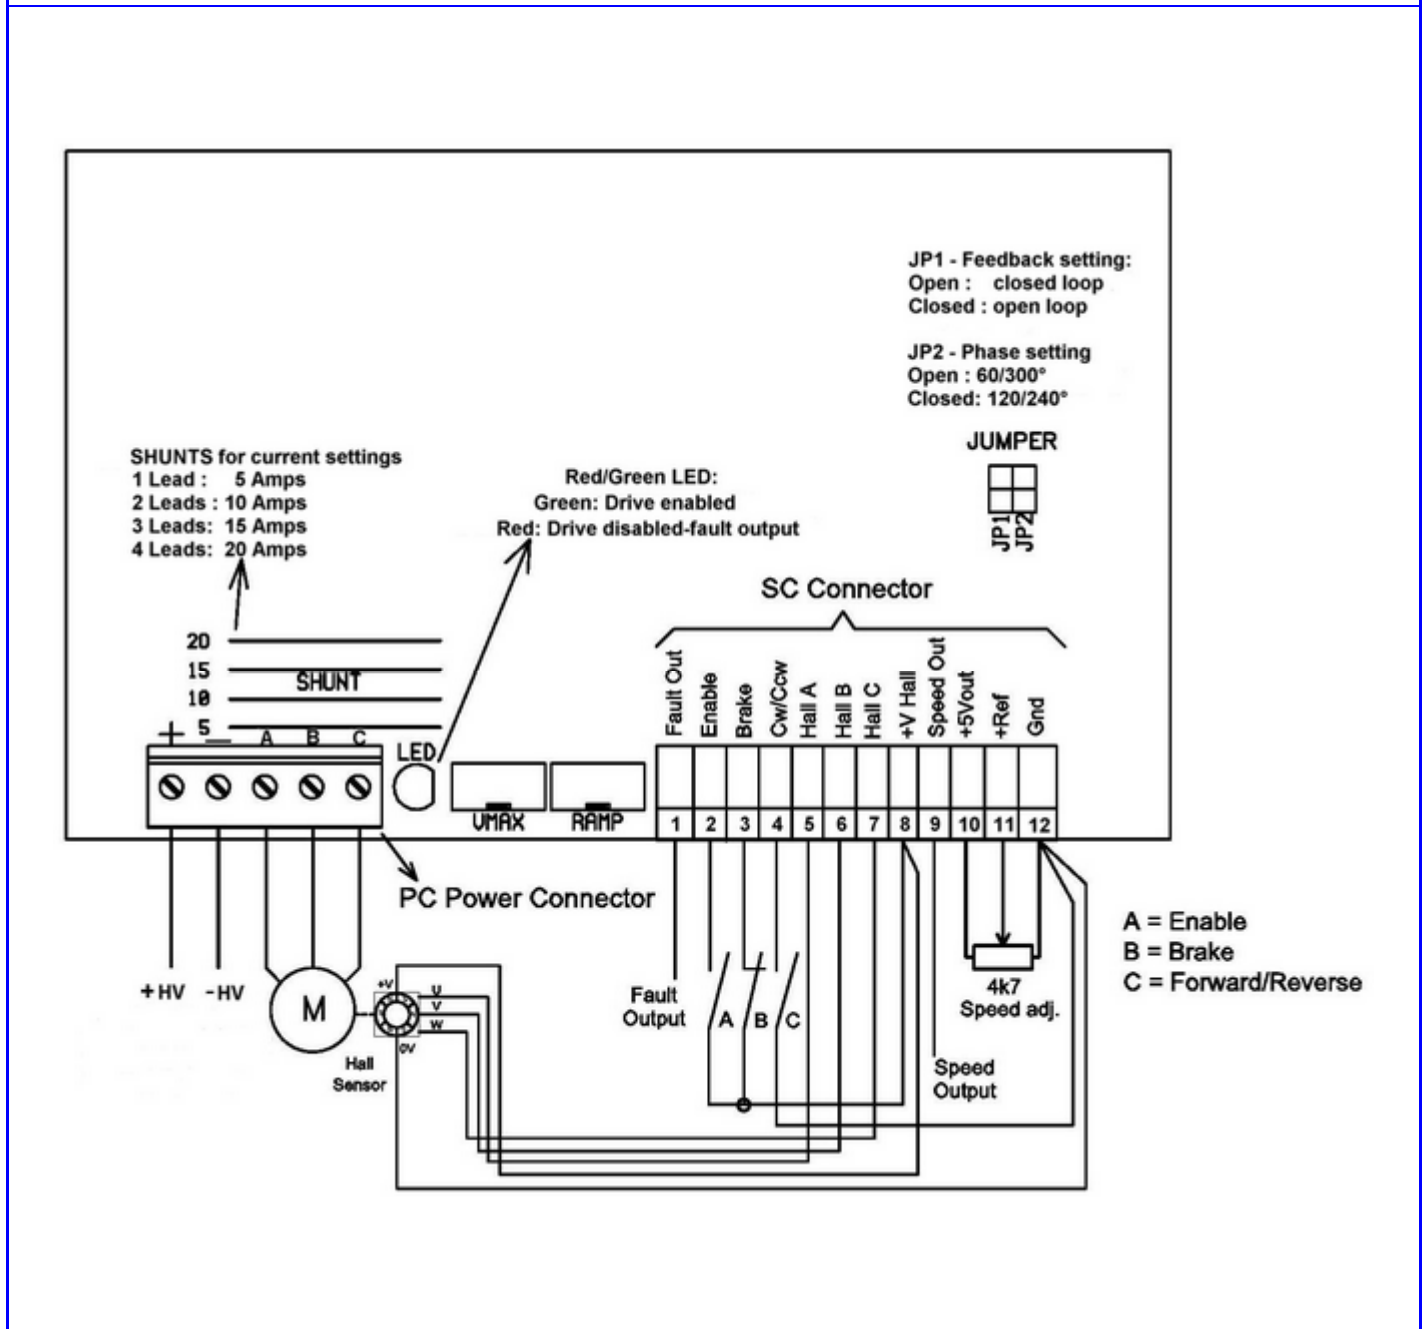 JP1 - Feedback setting:
Open : closed loop
Closed : open loop
JP2 - Phase setting
Open : 60/300°
Closed: 120/240°
JUMPER
JP1
JP2
SHUNTS for current settings
1 Lead : 5 Amps
2 Leads : 10 Amps
3 Leads: 15 Amps
4 Leads: 20 Amps
Red/Green LED:
Green: Drive enabled
Red: Drive disabled-fault output
SC Connector
20
15
SHUNT
10
5
+ — A B C
LED
VMAX
RAMP
Fault Out
Enable
Brake
Cw/Ccw
Hall A
Hall B
Hall C
+V Hall
Speed Out
+5Vout
+Ref
Gnd
1 2 3 4 5 6 7 8 9 10 11 12
PC Power Connector
A = Enable
B = Brake
C = Forward/Reverse
+HV -HV
M
+V
U
V
W
0V
Hall
Sensor
Fault
Output
A B C
4k7
Speed adj.
Speed
Output